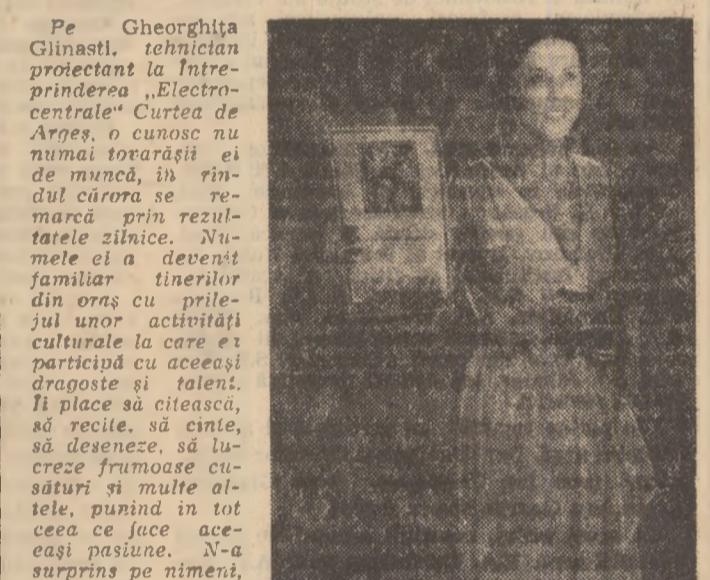 Pe Gheorghița
Glinasti, tehnician
proiectant la Între-
prinderea „Electro-
centrale“ Curtea de
Argeș, o cunosc nu
numai tovarășii ei
de muncă, în rîn-
dul cărora se re-
marcă prin rezul-
tatele zilnice. Nu-
mele ei a devenit
familiar tinerilor
din oraș cu prile-
jul unor activități
culturale la care ea
participă cu aceeași
dragoste și talent.
Îi place să citească,
să recite, să cînte,
să deseneze, să lu-
creze frumoase cu-
sături și multe al-
tele, punînd în tot
ceea ce face ace-
eași pasiune. N-a
surprins pe nimeni,